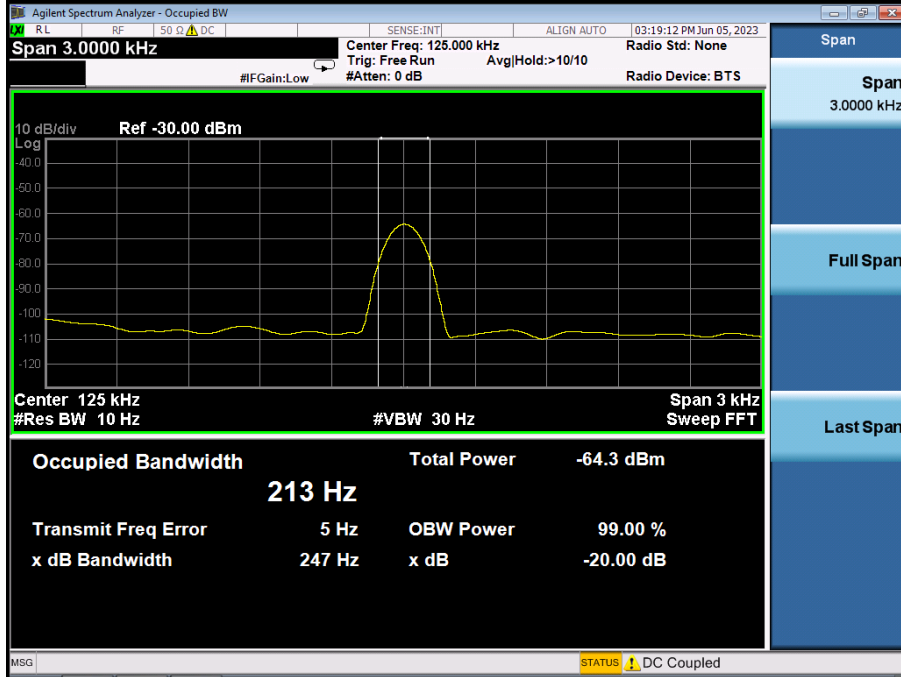 Agilent Spectrum Analyzer - Occupied BW
LXI RL RF 50 Ω DC SENSE:INT ALIGN AUTO 03:19:12 PM Jun 05, 2023
Span 3.0000 kHz
Center Freq: 125.000 kHz Radio Std: None
Trig: Free Run Avg|Hold:>10/10
#IFGain:Low #Atten: 0 dB Radio Device: BTS
10 dB/div Ref -30.00 dBm
Log
-40.0
-50.0
-60.0
-70.0
-80.0
-90.0
-100
-110
-120
Center 125 kHz Span 3 kHz
#Res BW 10 Hz #VBW 30 Hz Sweep FFT
Occupied Bandwidth Total Power -64.3 dBm
213 Hz
Transmit Freq Error 5 Hz OBW Power 99.00 %
x dB Bandwidth 247 Hz x dB -20.00 dB
MSG STATUS DC Coupled
Span
Span
3.0000 kHz
Full Span
Last Span